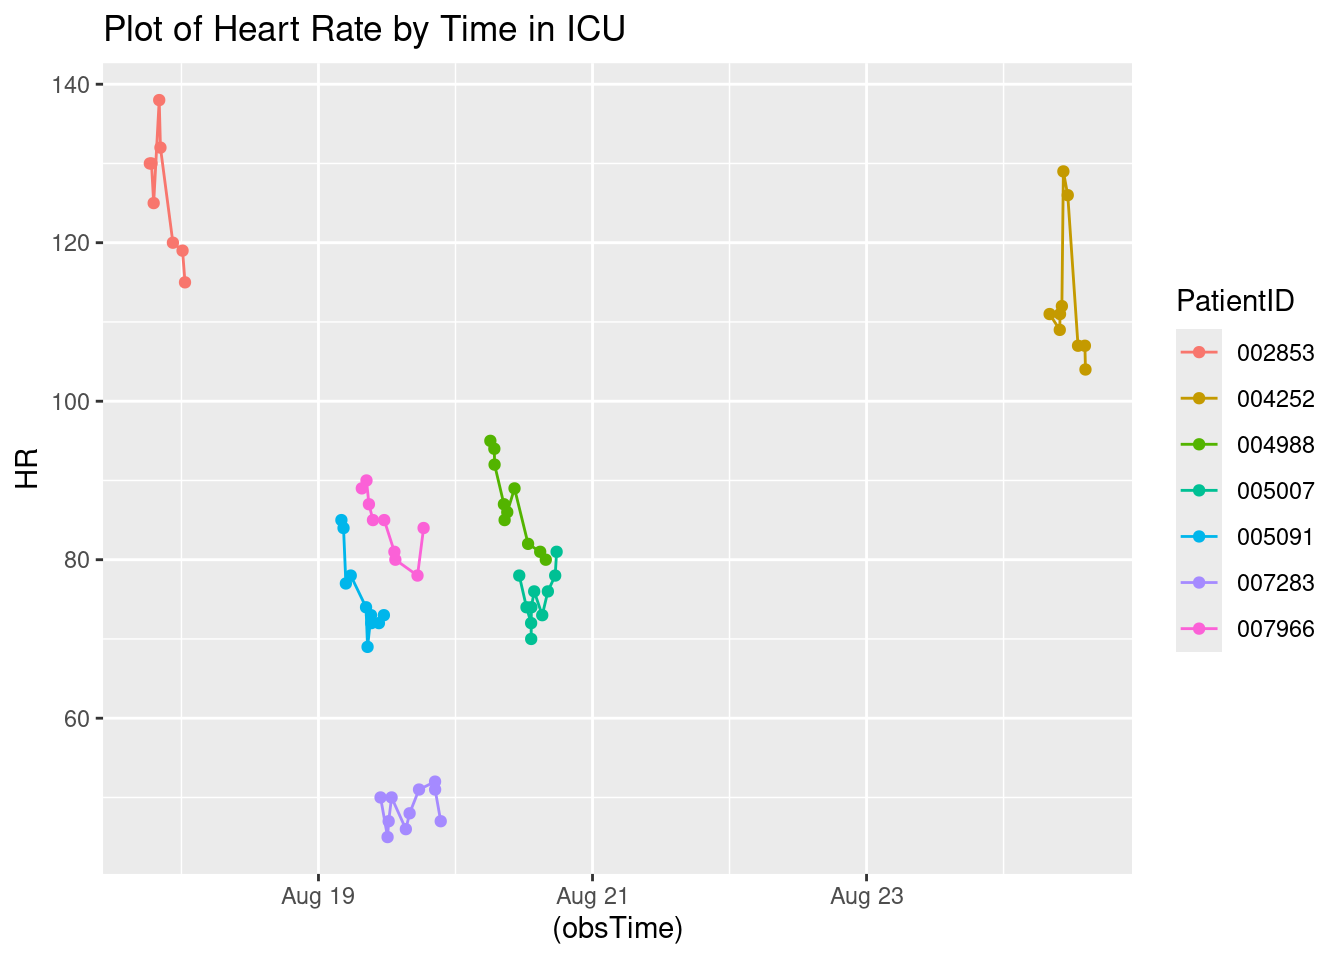 Plot of Heart Rate by Time in ICU
HR
140
120
100
80
60
Aug 19 Aug 21 Aug 23
(obsTime)
PatientID
002853
004252
004988
005007
005091
007283
007966